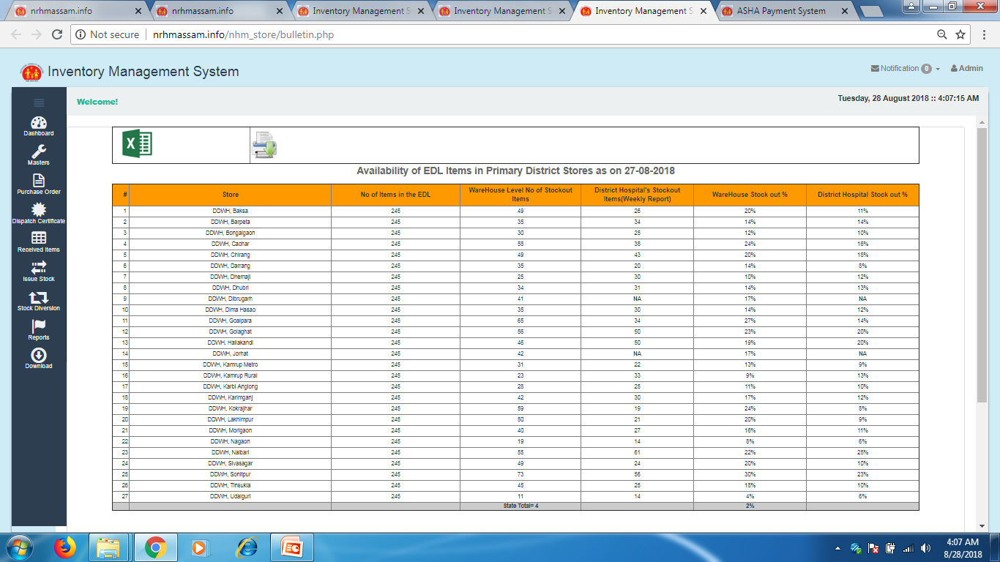 nrhmassam.info nrhmassam.info Inventory Management S Inventory Management S Inventory Management S ASHA Payment System
Not secure nrhmassam.info/nhm_store/bulletin.php
Inventory Management System Notification 0 Admin
Welcome! Tuesday, 28 August 2018 :: 4:07:15 AM
Dashboard
Masters
Purchase Order
Dispatch Certificate
Received Items
Issue Stock
Stock Diversion
Reports
Download
Availability of EDL Items in Primary District Stores as on 27-08-2018
# Store No of Items in the EDL WareHouse Level No of Stockout Items District Hospital's Stockout Items(Weekly Report) WareHouse Stock out % District Hospital Stock out %
1 DDWH, Baksa 245 49 26 20% 11%
2 DDWH, Barpeta 245 35 34 14% 14%
3 DDWH, Bongaigaon 245 30 25 12% 10%
4 DDWH, Cachar 245 58 38 24% 16%
5 DDWH, Chirang 245 49 43 20% 18%
6 DDWH, Darrang 245 35 20 14% 8%
7 DDWH, Dhemaji 245 25 30 10% 12%
8 DDWH, Dhubri 245 34 31 14% 13%
9 DDWH, Dibrugarh 245 41 NA 17% NA
10 DDWH, Dima Hasao 245 35 30 14% 12%
11 DDWH, Goalpara 245 65 34 27% 14%
12 DDWH, Golaghat 245 56 50 23% 20%
13 DDWH, Hailakandi 245 46 50 19% 20%
14 DDWH, Jorhat 245 42 NA 17% NA
15 DDWH, Kamrup Metro 245 31 22 13% 9%
16 DDWH, Kamrup Rural 245 23 33 9% 13%
17 DDWH, Karbi Anglong 245 28 25 11% 10%
18 DDWH, Karimganj 245 42 30 17% 12%
19 DDWH, Kokrajhar 245 59 19 24% 8%
20 DDWH, Lakhimpur 245 50 21 20% 9%
21 DDWH, Morigaon 245 40 27 16% 11%
22 DDWH, Nagaon 245 19 14 8% 6%
23 DDWH, Nalbari 245 55 61 22% 25%
24 DDWH, Sivasagar 245 49 24 20% 10%
25 DDWH, Sonitpur 245 73 56 30% 23%
26 DDWH, Tinsukia 245 45 25 18% 10%
27 DDWH, Udalguri 245 11 14 4% 6%
State Total= 4 2%
4:07 AM
8/28/2018